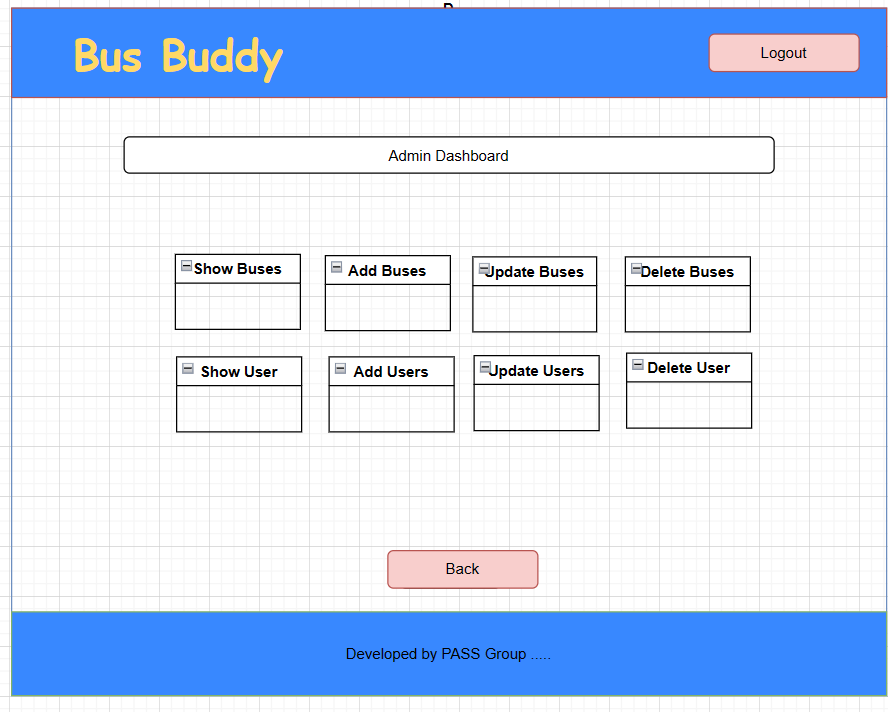 Bus Buddy
Logout
Admin Dashboard
Show Buses
Add Buses
Update Buses
Delete Buses
Show User
Add Users
Update Users
Delete User
Back
Developed by PASS Group .....